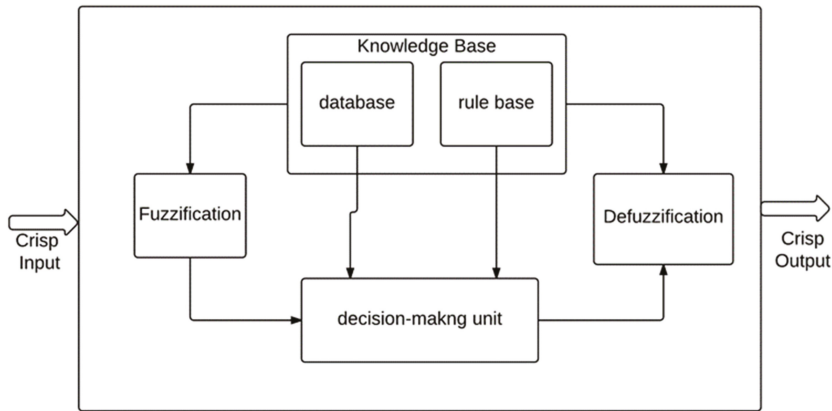 Knowledge Base
database
rule base
Fuzzification
Defuzzification
Crisp
Input
Crisp
Output
decision-makng unit